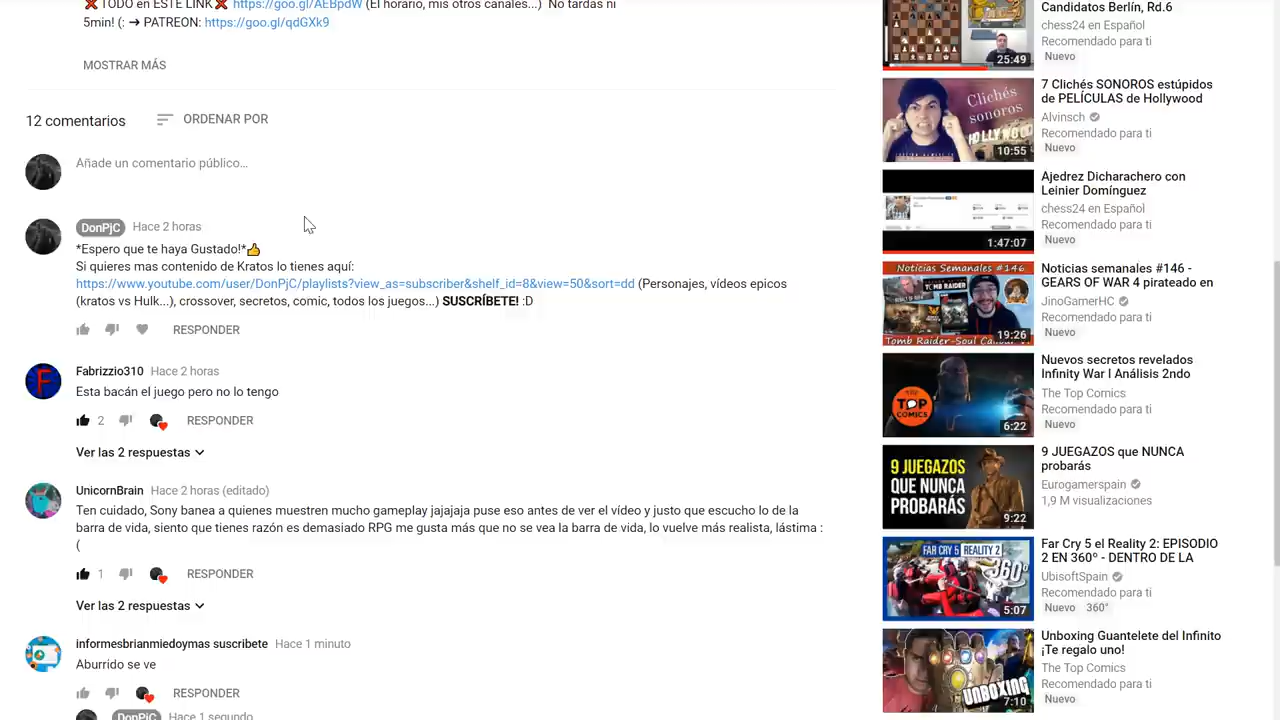 ❌ TODO en ESTE LINK ❌ https://goo.gl/AEBpdW (El horario, mis otros canales...) No tardas ni
5min! (: ➔ PATREON: https://goo.gl/qdGXk9
MOSTRAR MÁS
12 comentarios
ORDENAR POR
Añade un comentario público...
DonPjC Hace 2 horas
*Espero que te haya Gustado!*👍
Si quieres mas contenido de Kratos lo tienes aquí:
https://www.youtube.com/user/DonPjC/playlists?view_as=subscriber&shelf_id=8&view=50&sort=dd (Personajes, vídeos epicos
(kratos vs Hulk...), crossover, secretos, comic, todos los juegos...) SUSCRÍBETE! :D
RESPONDER
Fabrizzio310 Hace 2 horas
Esta bacán el juego pero no lo tengo
2 RESPONDER
Ver las 2 respuestas
UnicornBrain Hace 2 horas (editado)
Ten cuidado, Sony borra vídeos que muestren mucho gameplay jajajaja puse eso antes de ver el vídeo y justo que escucho lo de la
barra de vida, siento que tienes razón es demasiado RPG me gusta más que no se vea la barra de vida, lo vuelve más realista, lástima :
(
1 RESPONDER
Ver las 2 respuestas
informesbrianmiedoymas suscribete Hace 1 minuto
Aburrido se ve
RESPONDER
DonPjC Hace 1 segundo
Candidatos Berlín, Rd.6
chess24 en Español
Recomendado para ti
Nuevo
25:49
7 Clichés SONOROS estúpidos
de PELÍCULAS de Hollywood
Alvinsch
Recomendado para ti
Nuevo
Clichés
sonoros
HOLLYWOOD
10:55
Ajedrez Dicharachero con
Leinier Domínguez
chess24 en Español
Recomendado para ti
Nuevo
1:47:07
Noticias semanales #146 -
GEARS OF WAR 4 pirateado en
JinoGamerHC
Recomendado para ti
Nuevo
Noticias Semanales #146
19:26
Nuevos secretos revelados
Infinity War l Análisis 2ndo
The Top Comics
Recomendado para ti
Nuevo
THE
TOP
COMICS
6:22
9 JUEGAZOS que NUNCA
probarás
Eurogamerspain
1,9 M visualizaciones
9 JUEGAZOS
QUE NUNCA
PROBARÁS
9:22
Far Cry 5 el Reality 2: EPISODIO
2 EN 360º - DENTRO DE LA
UbisoftSpain
Nuevo 360°
FAR CRY 5 REALITY 2
360º
5:07
Unboxing Guantelete del Infinito
¡Te regalo uno!
The Top Comics
Recomendado para ti
Nuevo
UNBOXING
7:10